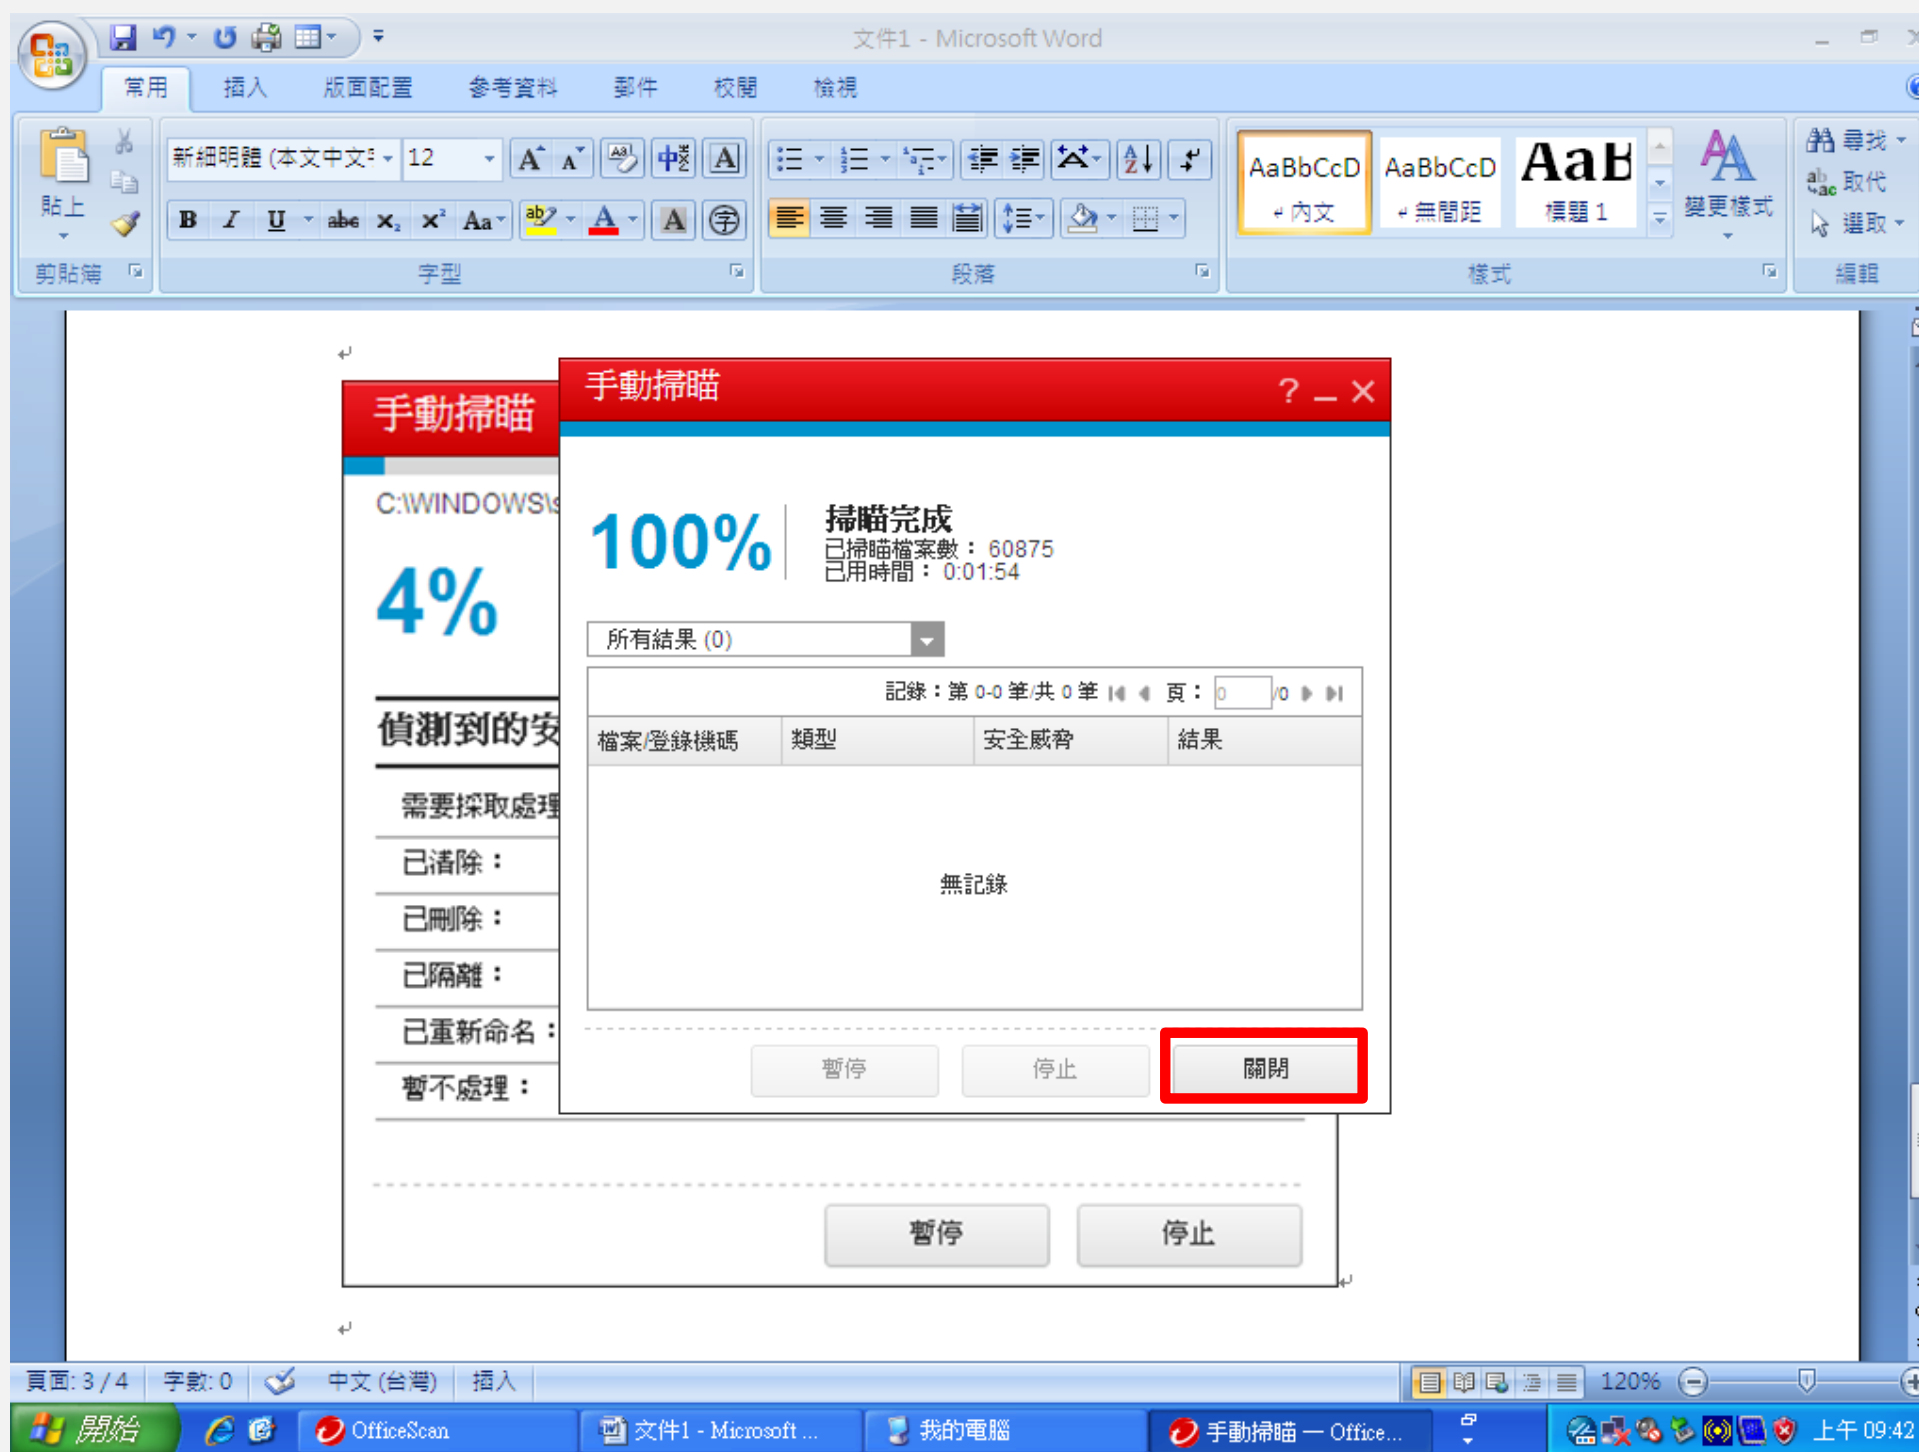 文件1 - Microsoft Word
常用 插入 版面配置 參考資料 郵件 校閱 檢視
貼上
新細明體 (本文中文
12
AaBbCcD AaBbCcD AaB
內文 無間距 標題 1
變更樣式
尋找
取代
選取
剪貼簿 字型 段落 樣式 編輯
手動掃瞄
C:\WINDOWS\s
4%
偵測到的安
需要採取處理
已清除：
已刪除：
已隔離：
已重新命名：
暫不處理：
暫停 停止
手動掃瞄
100%
掃瞄完成
已掃瞄檔案數： 60875
已用時間： 0:01:54
所有結果 (0)
記錄：第 0-0 筆/共 0 筆 頁： 0 /0
檔案/登錄機碼 類型 安全威脅 結果
無記錄
暫停 停止 關閉
頁面: 3 / 4 字數: 0 中文 (台灣) 插入 120%
開始 OfficeScan 文件1 - Microsoft ... 我的電腦 手動掃瞄 — Office... 上午 09:42